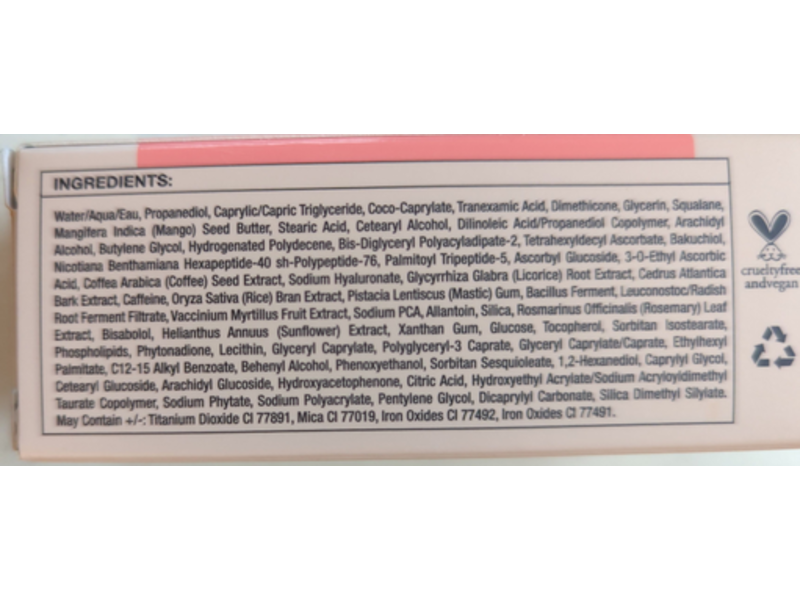 INGREDIENTS:
Water/Aqua/Eau, Propanediol, Caprylic/Capric Triglyceride, Coco-Caprylate, Tranexamic Acid, Dimethicone, Glycerin, Squalane,
Mangifera Indica (Mango) Seed Butter, Stearic Acid, Cetearyl Alcohol, Dilinoleic Acid/Propanediol Copolymer, Arachidyl
Alcohol, Butylene Glycol, Hydrogenated Polydecene, Bis-Diglyceryl Polyacyladipate-2, Tetrahexyldecyl Ascorbate, Bakuchiol,
Nicotiana Benthamiana Hexapeptide-40 sh-Polypeptide-76, Palmitoyl Tripeptide-5, Ascorbyl Glucoside, 3-O-Ethyl Ascorbic
Acid, Coffea Arabica (Coffee) Seed Extract, Sodium Hyaluronate, Glycyrrhiza Glabra (Licorice) Root Extract, Cedrus Atlantica
Bark Extract, Caffeine, Oryza Sativa (Rice) Bran Extract, Pistacia Lentiscus (Mastic) Gum, Bacillus Ferment, Leuconostoc/Radish
Root Ferment Filtrate, Vaccinium Myrtillus Fruit Extract, Sodium PCA, Allantoin, Silica, Rosmarinus Officinalis (Rosemary) Leaf
Extract, Bisabolol, Helianthus Annuus (Sunflower) Extract, Xanthan Gum, Glucose, Tocopherol, Sorbitan Isostearate,
Phospholipids, Phytonadione, Lecithin, Glyceryl Caprylate, Polyglyceryl-3 Caprate, Glyceryl Caprylate/Caprate, Ethylhexyl
Palmitate, C12-15 Alkyl Benzoate, Behenyl Alcohol, Phenoxyethanol, Sorbitan Sesquioleate, 1,2-Hexanediol, Caprylyl Glycol,
Cetearyl Glucoside, Arachidyl Glucoside, Hydroxyacetophenone, Citric Acid, Hydroxyethyl Acrylate/Sodium Acryloyldimethyl
Taurate Copolymer, Sodium Phytate, Sodium Polyacrylate, Pentylene Glycol, Dicaprylyl Carbonate, Silica Dimethyl Silylate.
May Contain +/-: Titanium Dioxide CI 77891, Mica CI 77019, Iron Oxides CI 77492, Iron Oxides CI 77491.
crueltyfree
andvegan